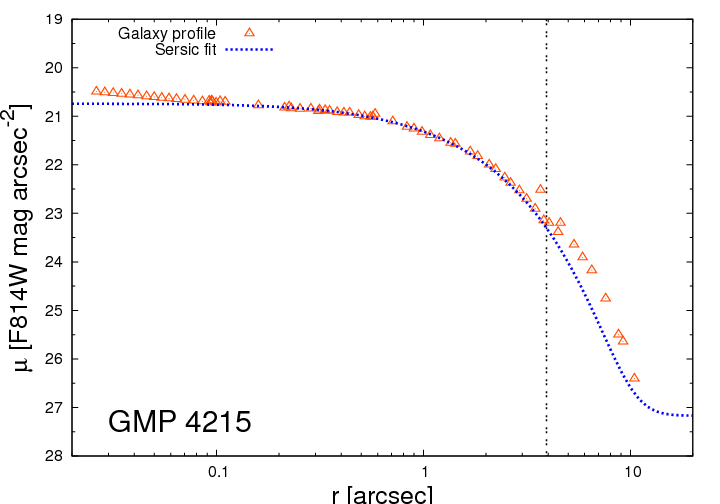 Galaxy profile
Sersic fit
19
20
21
22
23
24
25
26
27
28
μ [F814W mag arcsec⁻²]
GMP 4215
0.1 1 10
r [arcsec]